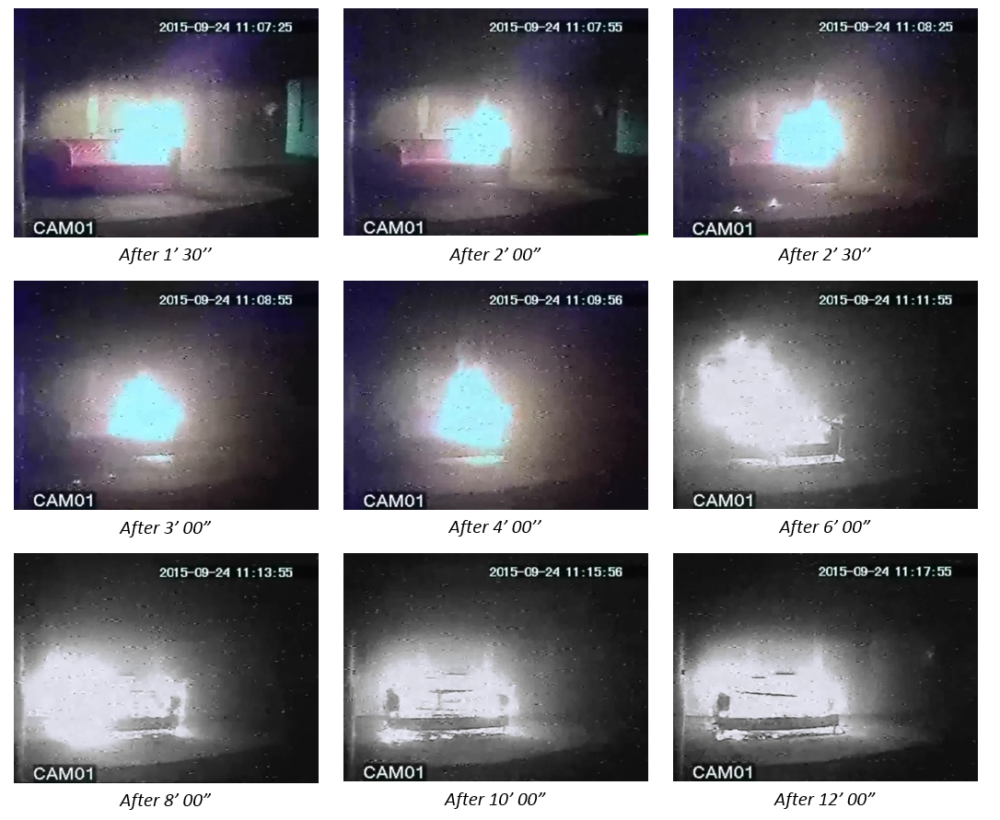 2015-09-24 11:07:25
CAM01
After 1’ 30’’
2015-09-24 11:07:55
CAM01
After 2’ 00”
2015-09-24 11:08:25
CAM01
After 2’ 30’’
2015-09-24 11:08:55
CAM01
After 3’ 00”
2015-09-24 11:09:56
CAM01
After 4’ 00’’
2015-09-24 11:11:55
CAM01
After 6’ 00”
2015-09-24 11:13:55
CAM01
After 8’ 00”
2015-09-24 11:15:56
CAM01
After 10’ 00”
2015-09-24 11:17:55
CAM01
After 12’ 00”